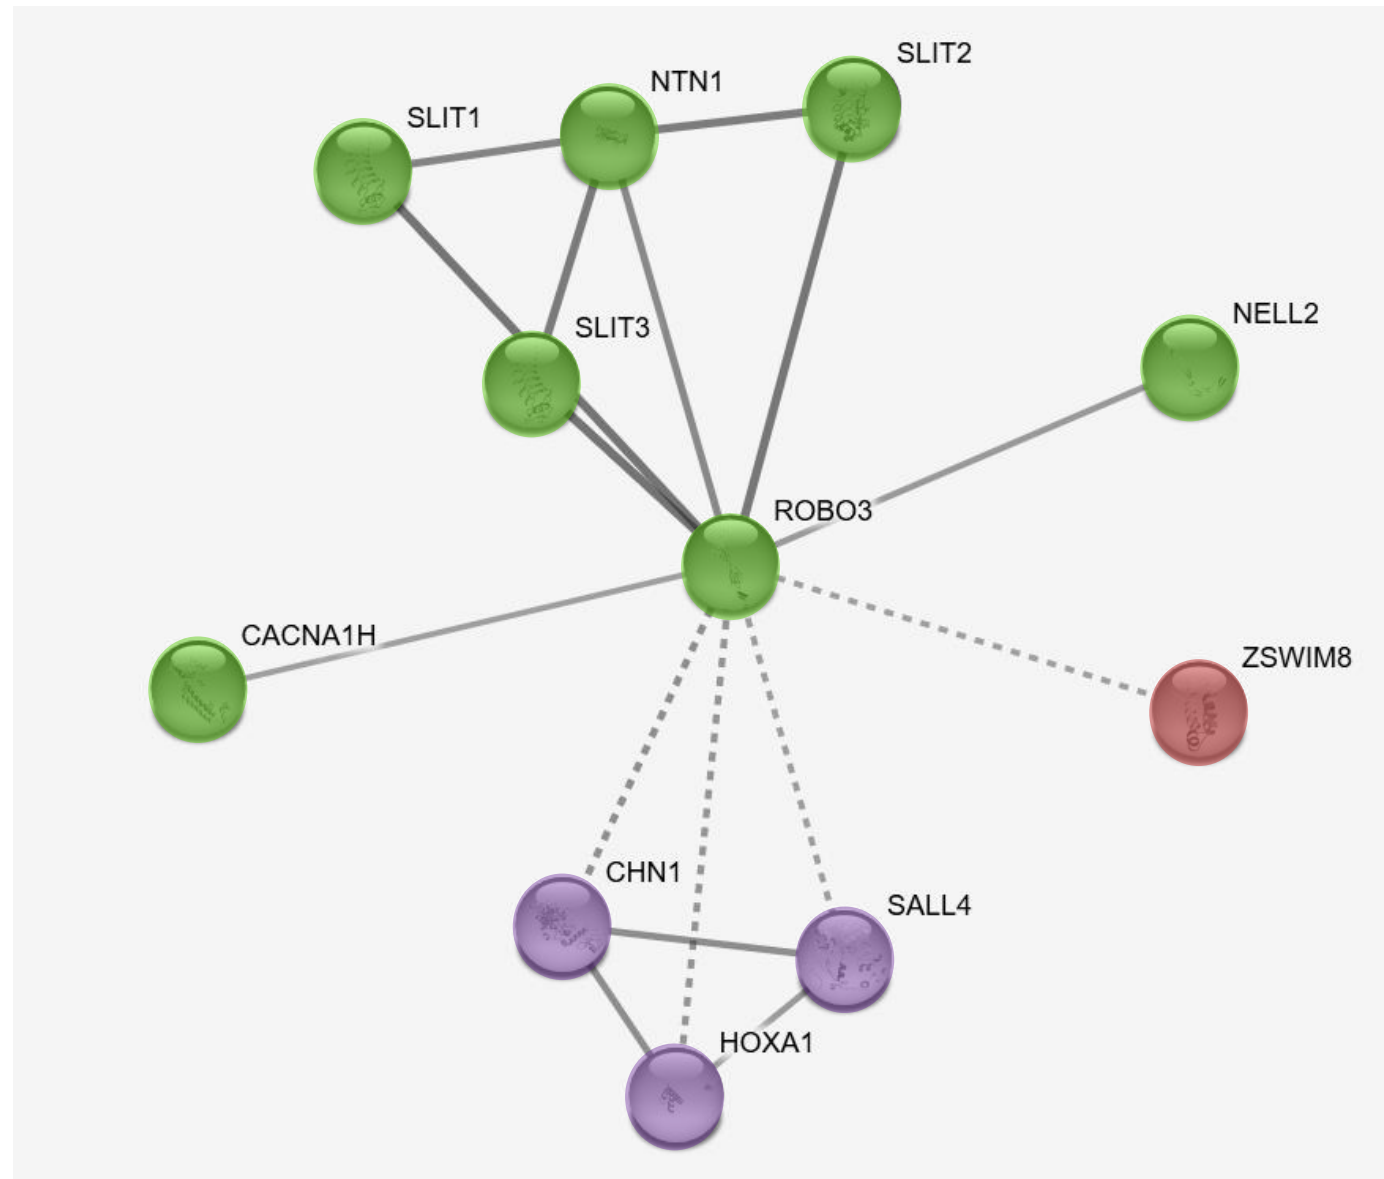 SLIT2
NTN1
SLIT1
NELL2
SLIT3
ROBO3
CACNA1H
ZSWIM8
CHN1
SALL4
HOXA1